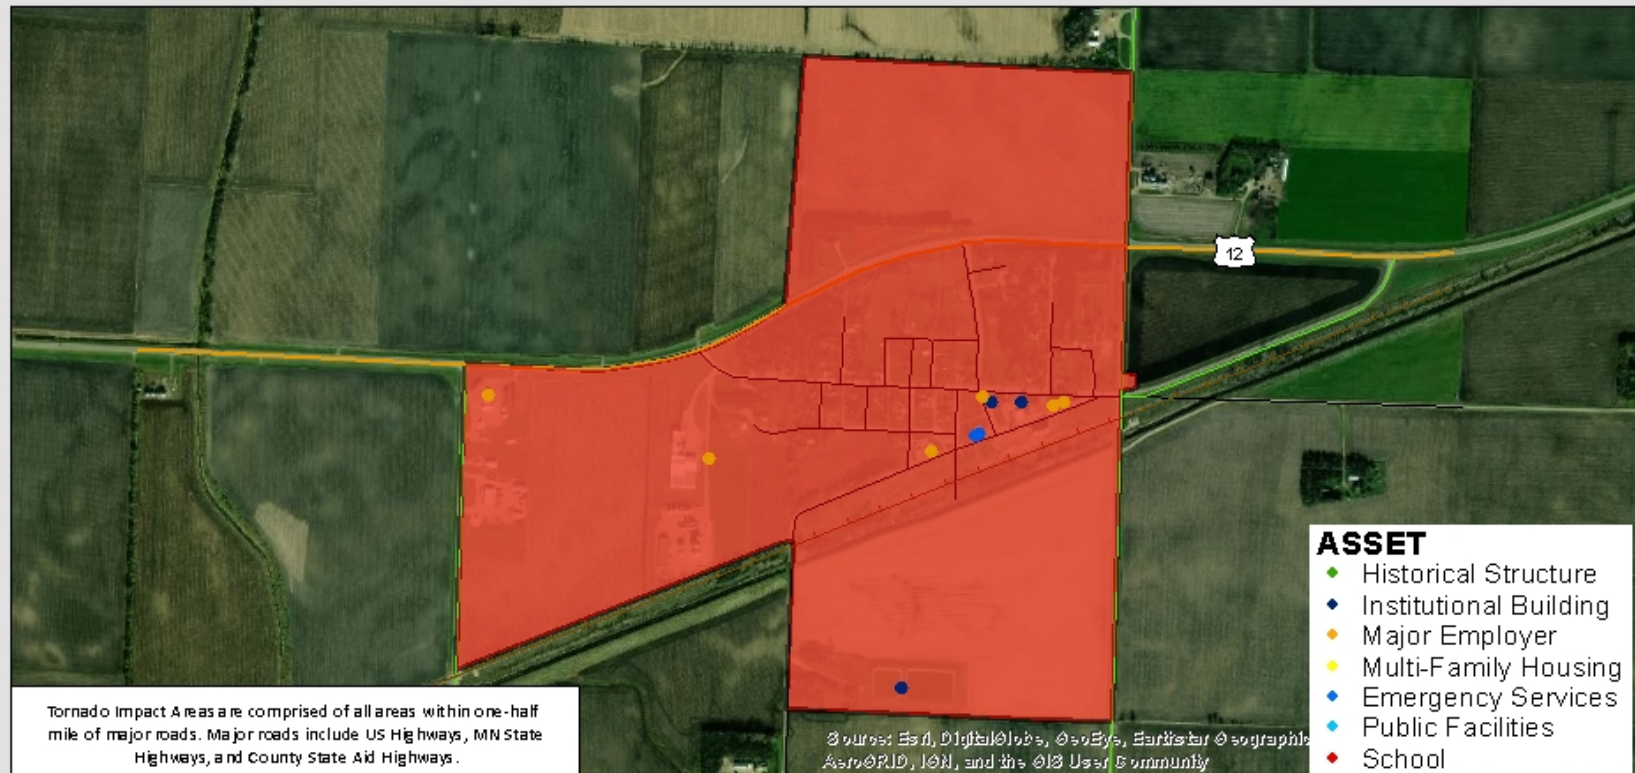 12
ASSET
Historical Structure
Institutional Building
Major Employer
Multi-Family Housing
Emergency Services
Public Facilities
School
Tornado Impact Areas are comprised of all areas within one-half
mile of major roads. Major roads include US Highways, MN State
Highways, and County State Aid Highways.
Source: Esri, DigitalGlobe, GeoEye, Earthstar Geographic
AeroGRID, IGN, and the GIS User Community